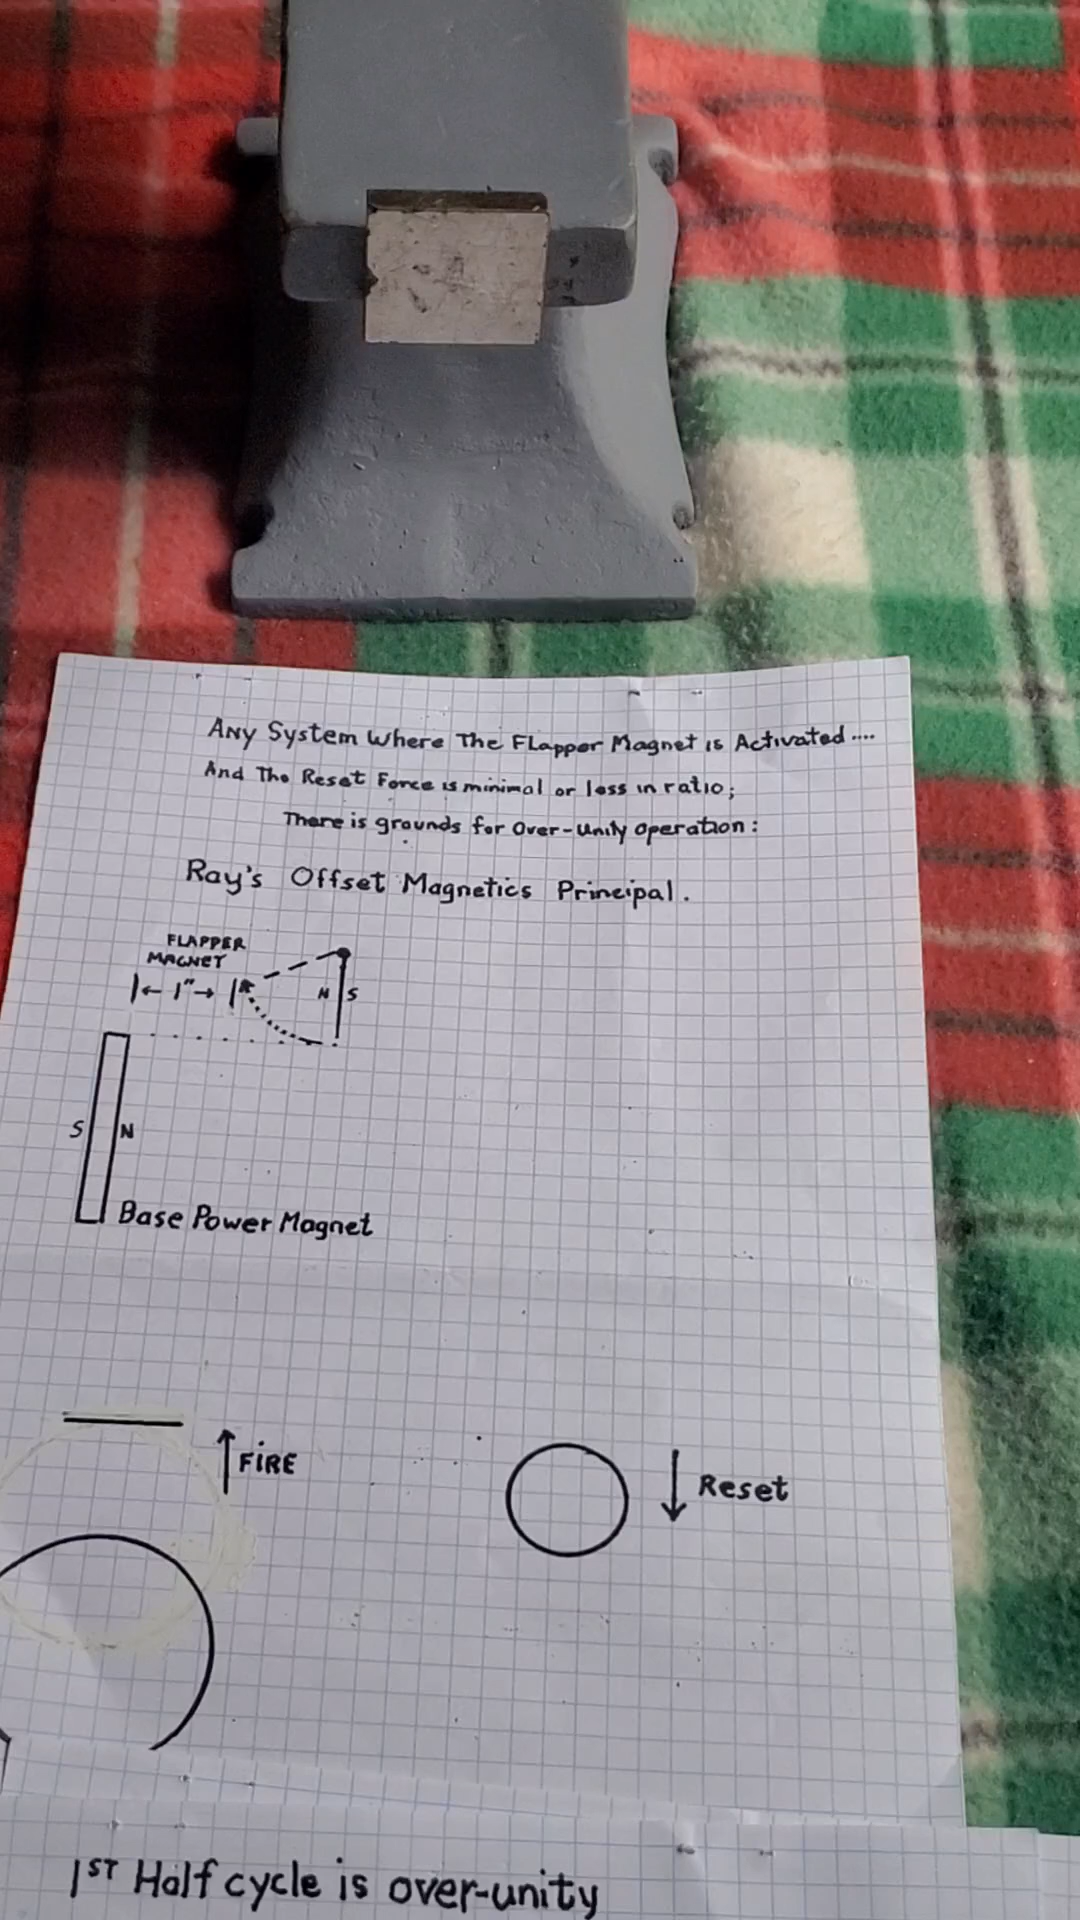 Any System Where The Flapper Magnet is Activated....
And The Reset Force is minimal or less in ratio;
There is grounds for Over-Unity Operation:
Ray's Offset Magnetics Principal.
FLAPPER
MAGNET
1"
N S
S N
Base Power Magnet
FIRE
Reset
1ST Half cycle is over-unity